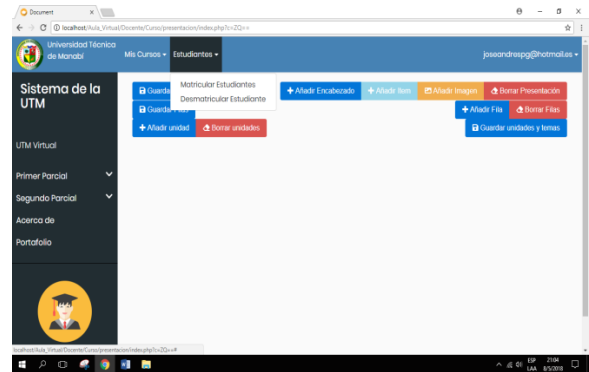 Document
localhost/Aula_Virtual/Docente/Curso/presentacion/index.php?c=ZQ==
Universidad Técnica
de Manabí
Mis Cursos
Estudiantes
joseandrespg@hotmail.es
Matricular Estudiantes
Desmatricular Estudiante
Sistema de la
UTM
UTM Virtual
Primer Parcial
Segundo Parcial
Acerca de
Portafolio
Guarda
+ Añadir Encabezado
+ Añadir Item
Añadir Imagen
Borrar Presentación
Guardar Filas
+ Añadir Fila
Borrar Filas
+ Añadir unidad
Borrar unidades
Guardar unidades y temas
localhost/Aula_Virtual/Docente/Curso/presentacion/index.php?c=ZQ==#
ESP
LAA
21:04
8/5/2018